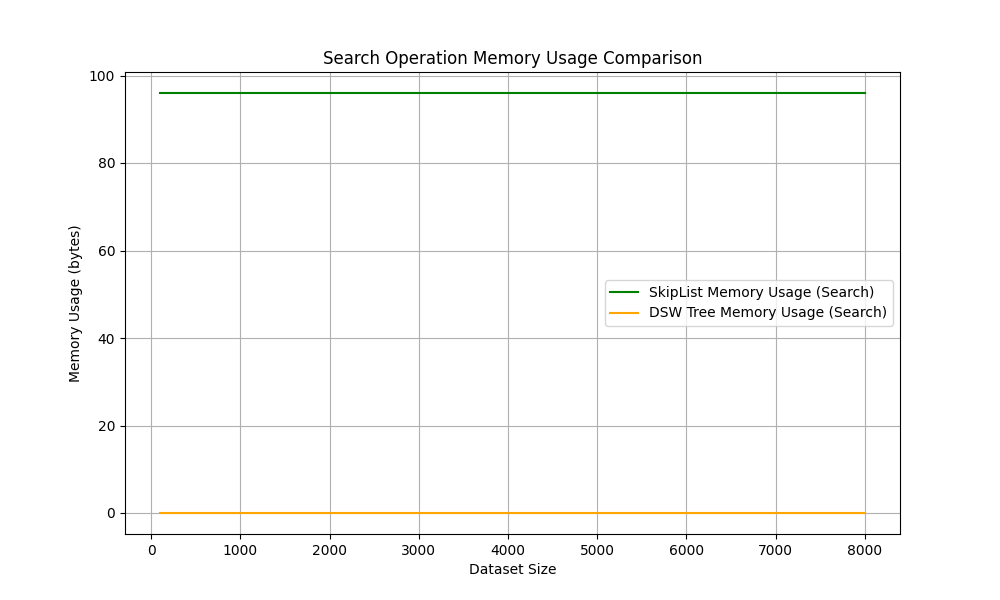 Search Operation Memory Usage Comparison
Memory Usage (bytes)
100
80
60
40
20
0
SkipList Memory Usage (Search)
DSW Tree Memory Usage (Search)
0 1000 2000 3000 4000 5000 6000 7000 8000
Dataset Size